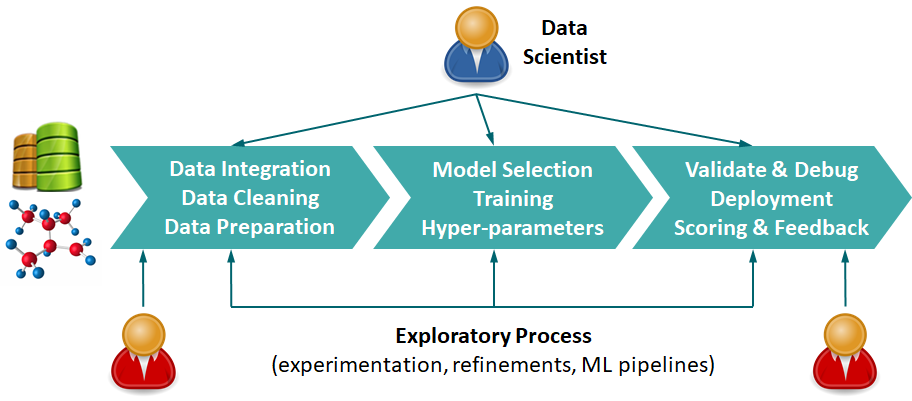 Data
Scientist
Data Integration
Data Cleaning
Data Preparation
Model Selection
Training
Hyper-parameters
Validate & Debug
Deployment
Scoring & Feedback
Exploratory Process
(experimentation, refinements, ML pipelines)